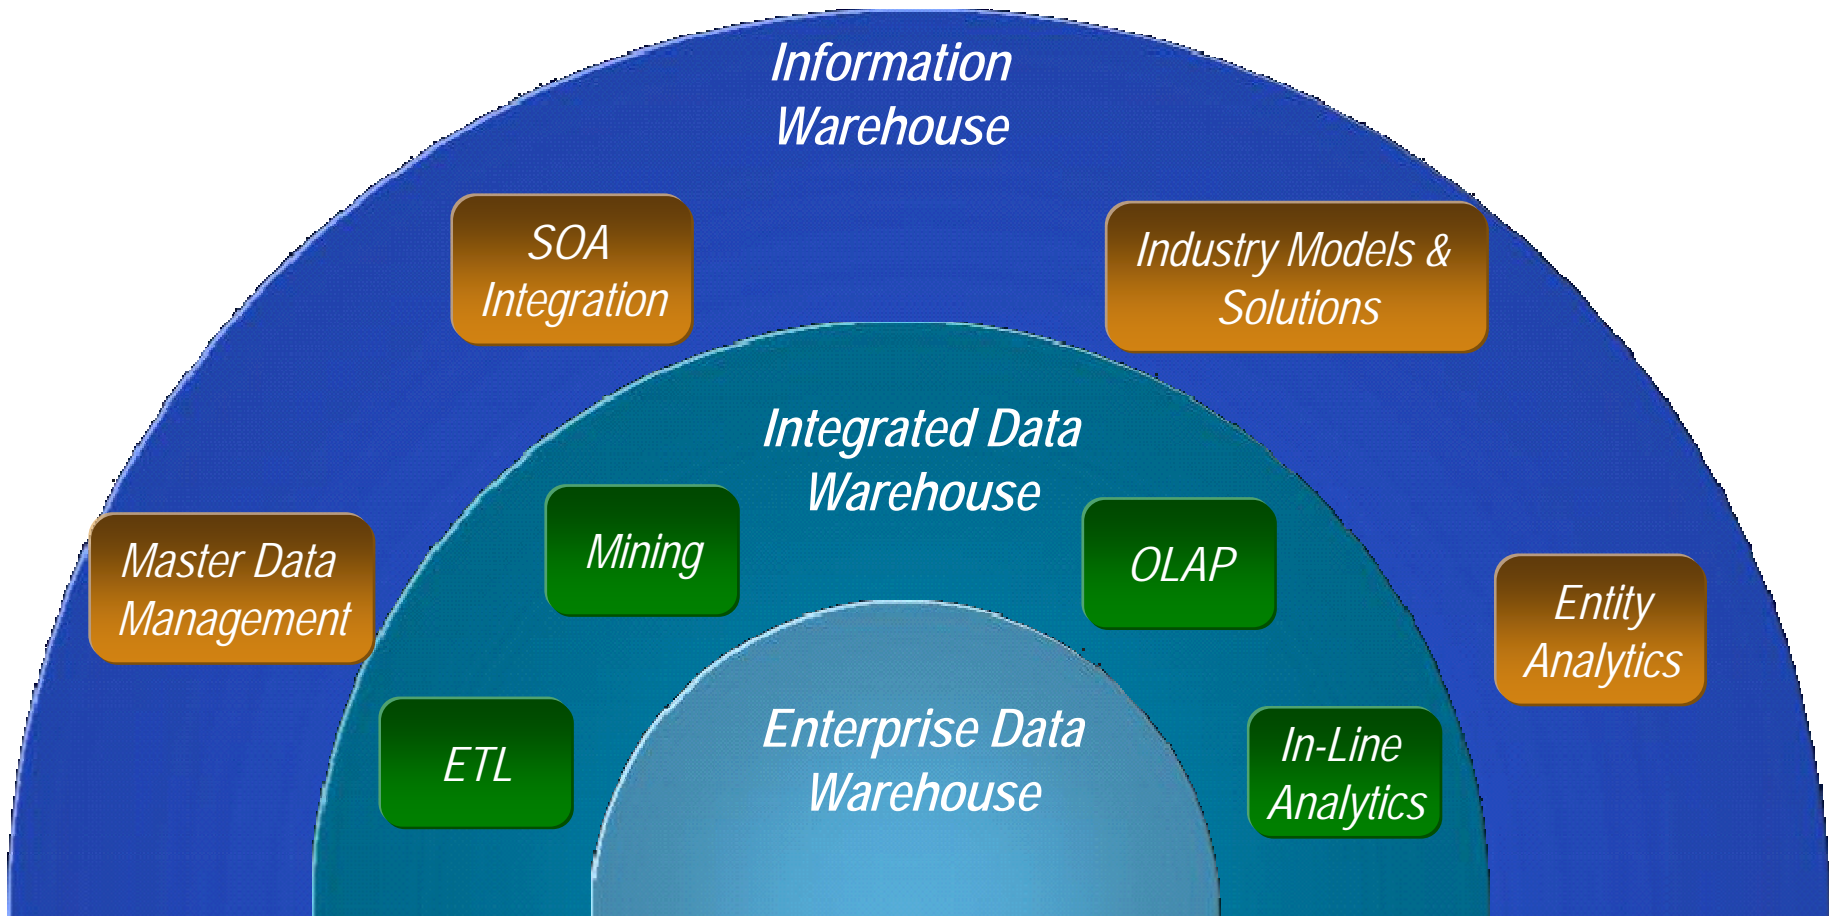 Information
Warehouse
SOA
Integration
Industry Models &
Solutions
Integrated Data
Warehouse
Mining
OLAP
Master Data
Management
Entity
Analytics
ETL
Enterprise Data
Warehouse
In-Line
Analytics